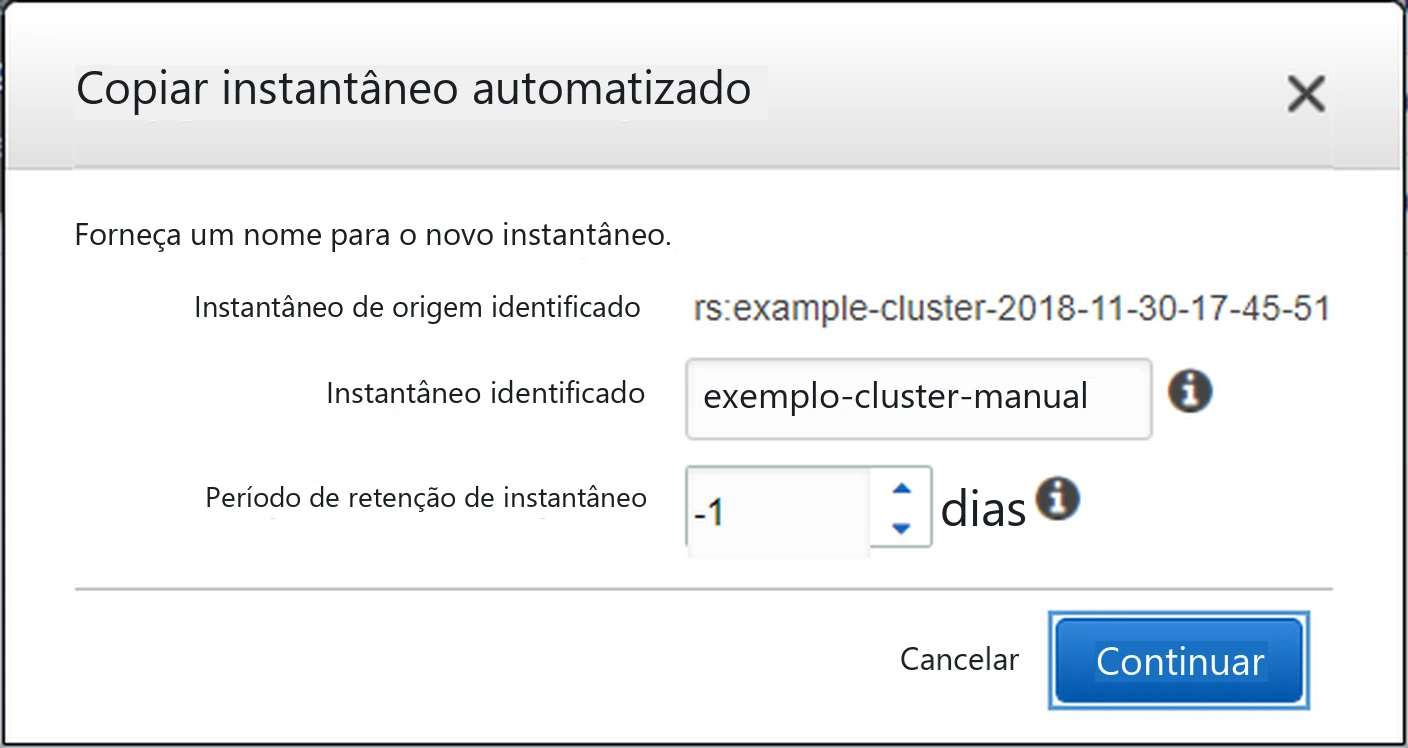 Copiar instantâneo automatizado
Forneça um nome para o novo instantâneo.
Instantâneo de origem identificado rs:example-cluster-2018-11-30-17-45-51
Instantâneo identificado exemplo-cluster-manual
Período de retenção de instantâneo -1 dias
Cancelar Continuar